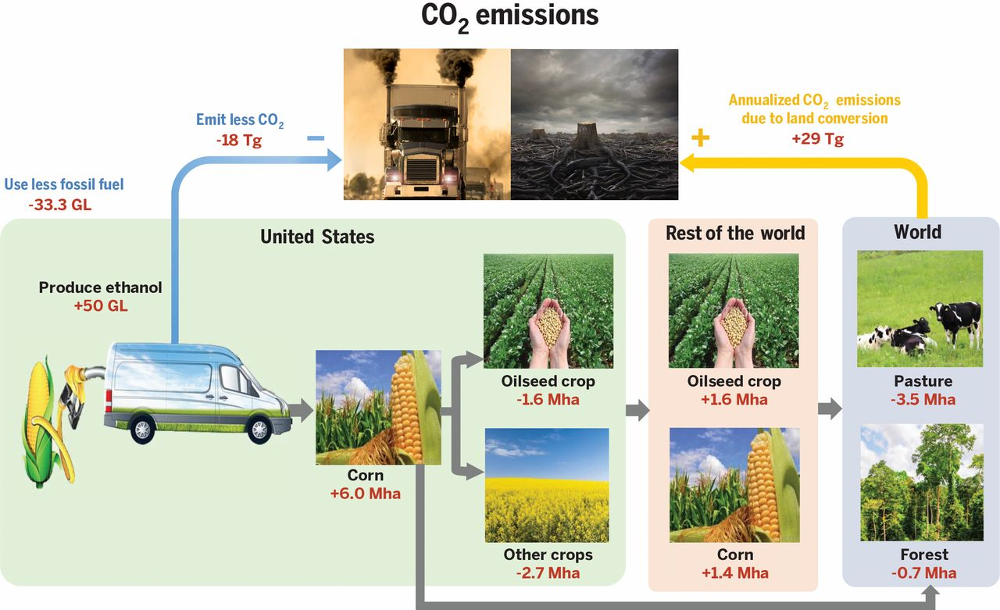 CO₂ emissions
Emit less CO₂
-18 Tg
−
+
Annualized CO₂ emissions
due to land conversion
+29 Tg
Use less fossil fuel
-33.3 GL
United States
Produce ethanol
+50 GL
Corn
+6.0 Mha
Oilseed crop
-1.6 Mha
Other crops
-2.7 Mha
Rest of the world
Oilseed crop
+1.6 Mha
Corn
+1.4 Mha
World
Pasture
-3.5 Mha
Forest
-0.7 Mha